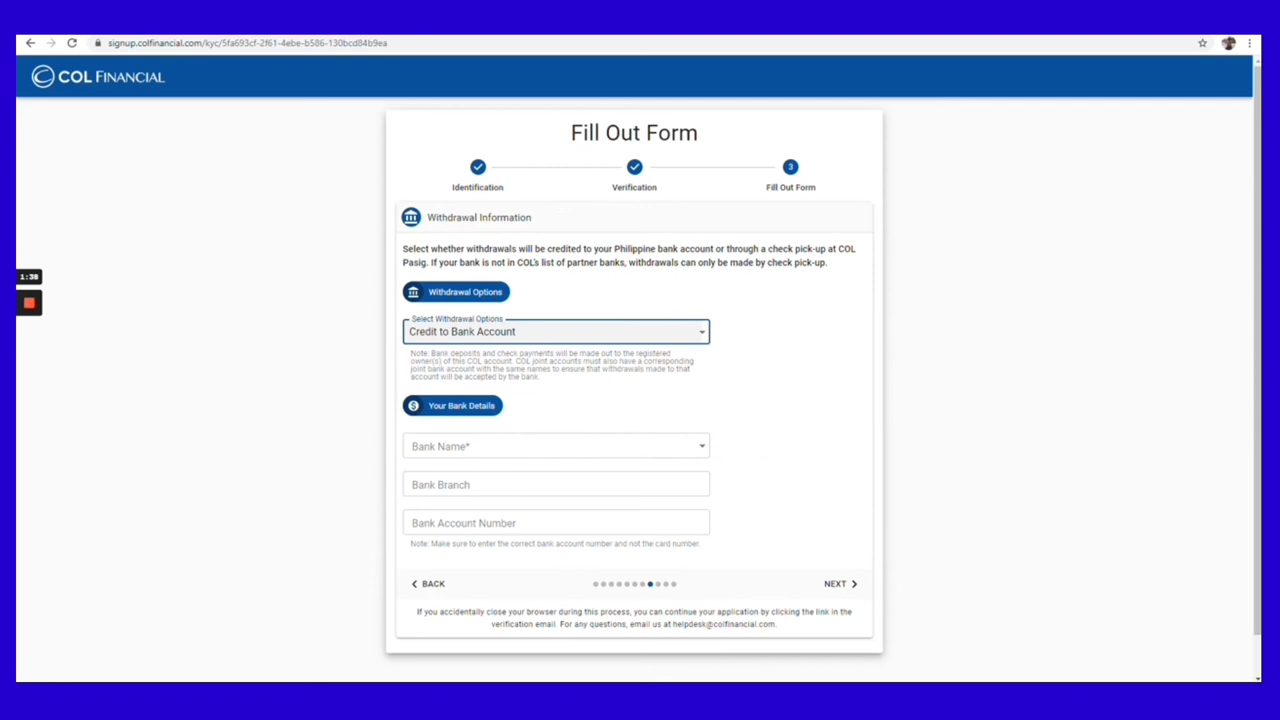 signup.colfinancial.com/kyc/5fa693cf-2f61-4ebe-b586-130bcd84b9ea
COL FINANCIAL
Fill Out Form
3
Identification
Verification
Fill Out Form
Withdrawal Information
Select whether withdrawals will be credited to your Philippine bank account or through a check pick-up at COL
Pasig. If your bank is not in COL's list of partner banks, withdrawals can only be made by check pick-up.
1:38
Withdrawal Options
Select Withdrawal Options
Credit to Bank Account
Note: Bank deposits and check payments will be made out to the registered
owner(s) of this COL account. COL joint accounts must also have a corresponding
joint bank account with the same names to ensure that withdrawals made to that
account will be accepted by the bank.
$ Your Bank Details
Bank Name*
Bank Branch
Bank Account Number
Note: Make sure to enter the correct bank account number and not the card number.
BACK
NEXT
If you accidentally close your browser during this process, you can continue your application by clicking the link in the
verification email. For any questions, email us at helpdesk@colfinancial.com.